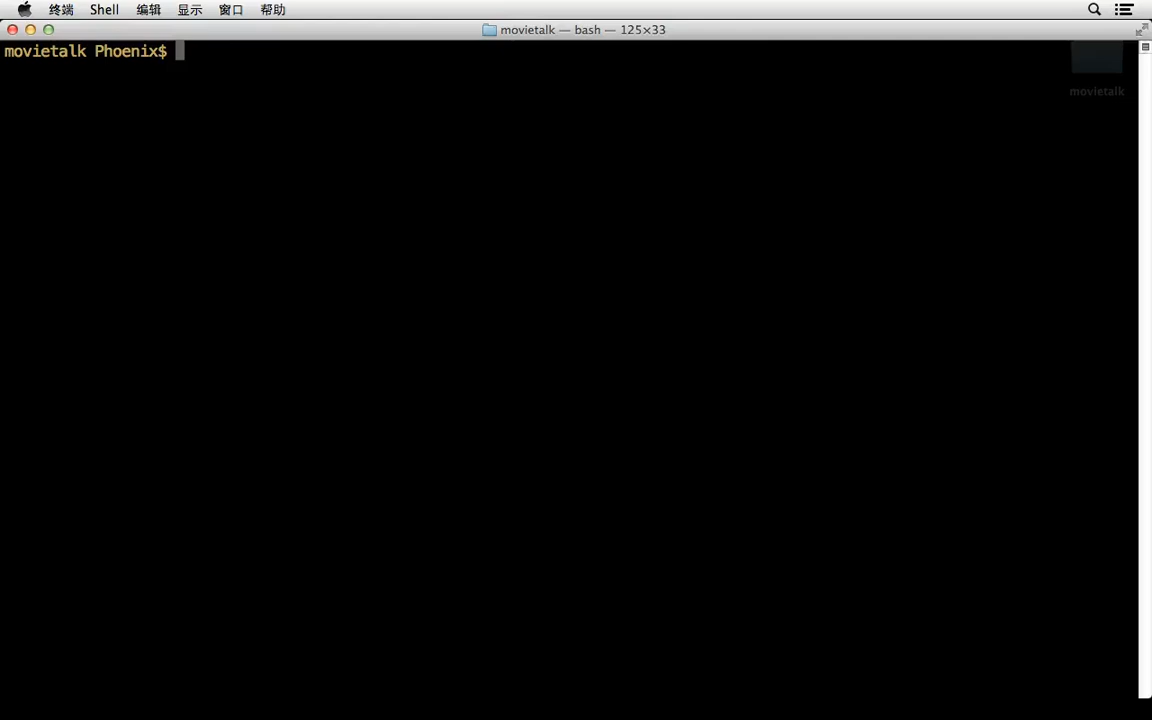 终端 Shell 编辑 显示 窗口 帮助
movietalk — bash — 125×33
movietalk Phoenix$
movietalk